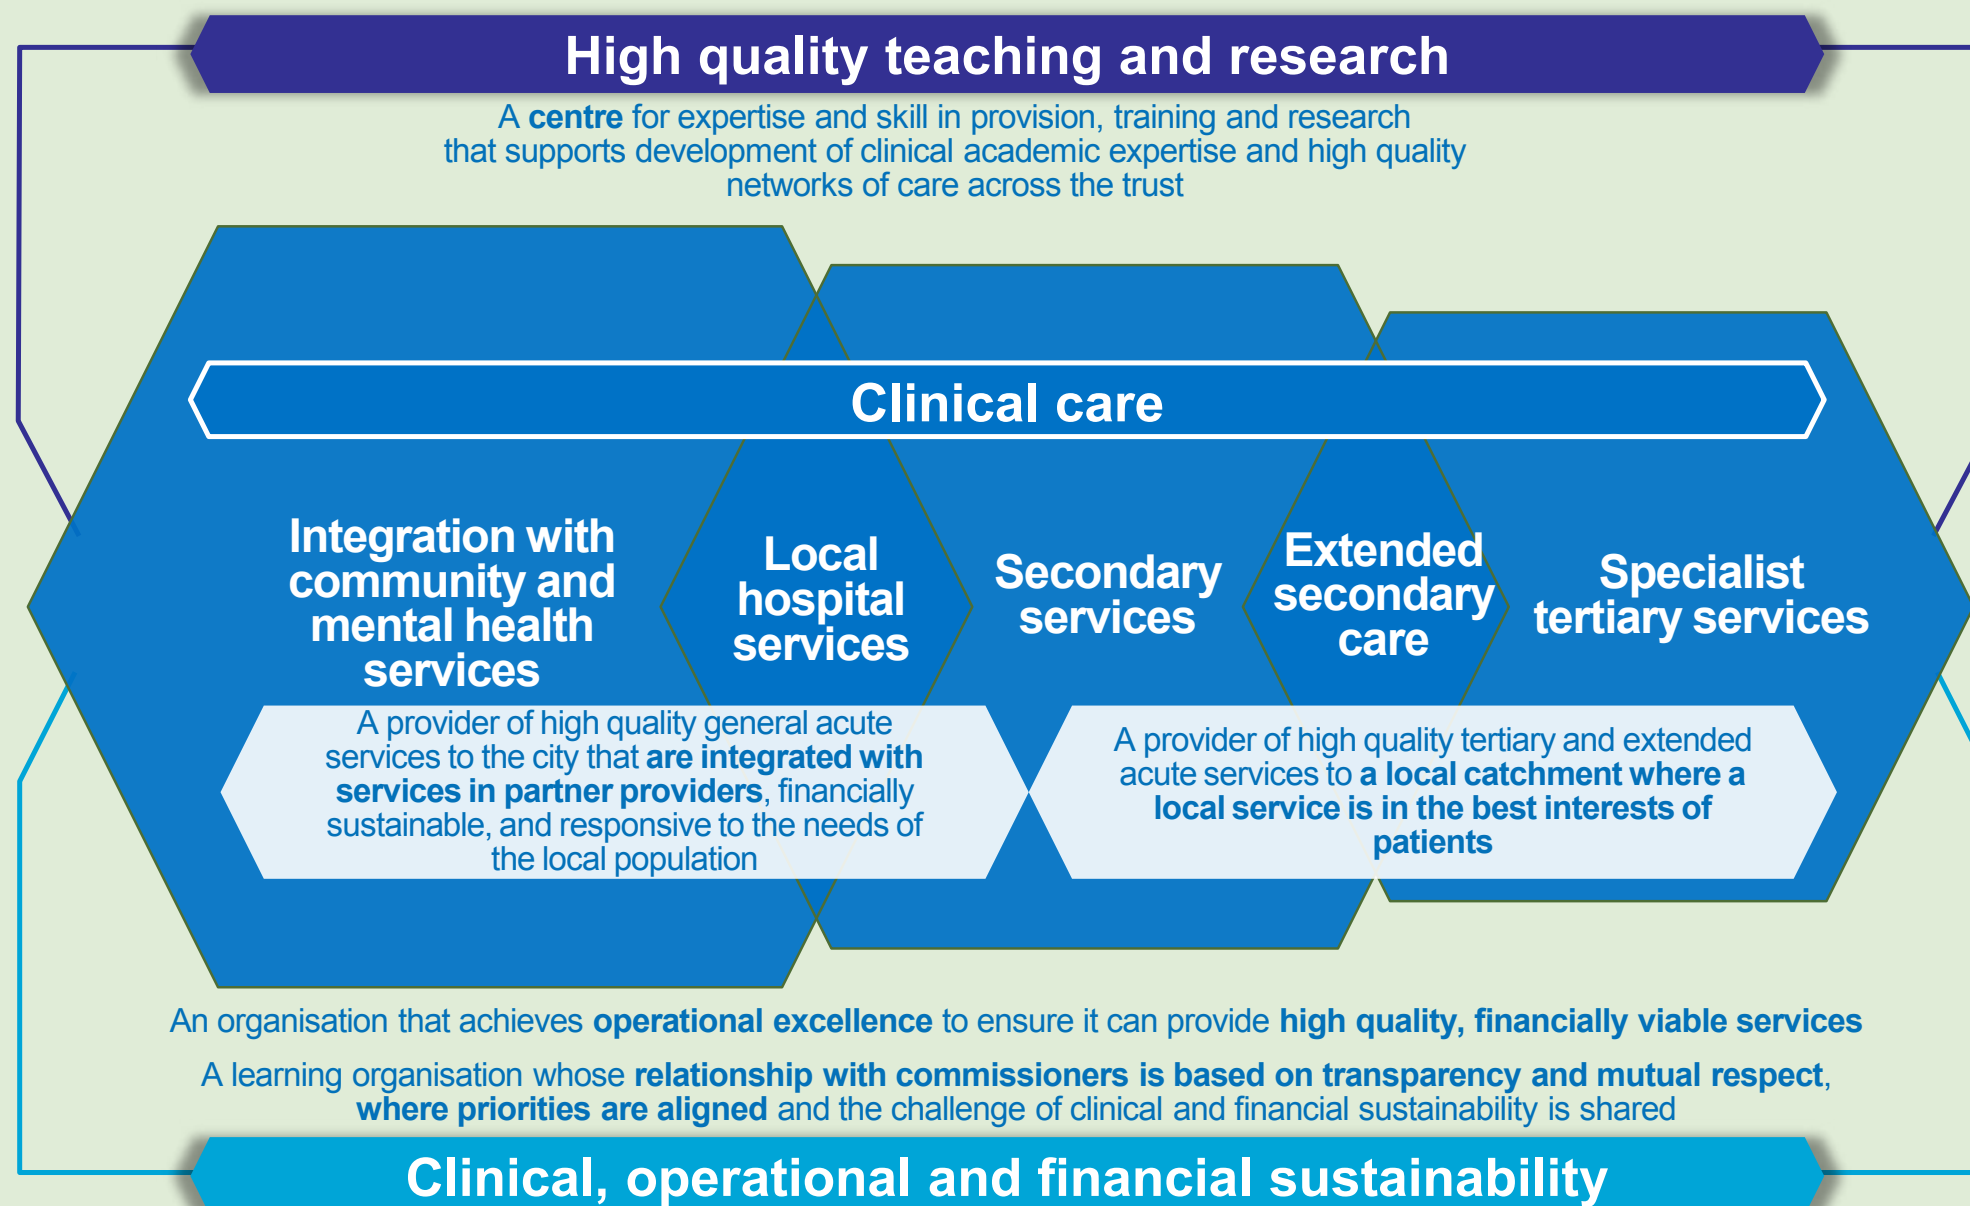 High quality teaching and research
A centre for expertise and skill in provision, training and research
that supports development of clinical academic expertise and high quality
networks of care across the trust
Clinical care
Integration with
community and
mental health
services
Local
hospital
services
Secondary
services
Extended
secondary
care
Specialist
tertiary services
A provider of high quality general acute
services to the city that are integrated with
services in partner providers, financially
sustainable, and responsive to the needs of
the local population
A provider of high quality tertiary and extended
acute services to a local catchment where a
local service is in the best interests of
patients
An organisation that achieves operational excellence to ensure it can provide high quality, financially viable services
A learning organisation whose relationship with commissioners is based on transparency and mutual respect,
where priorities are aligned and the challenge of clinical and financial sustainability is shared
Clinical, operational and financial sustainability